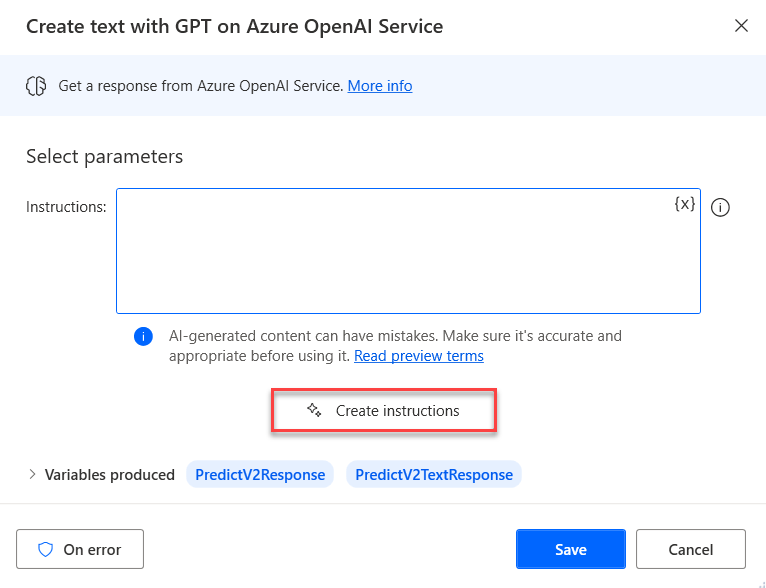 Create text with GPT on Azure OpenAI Service
Get a response from Azure OpenAI Service. More info
Select parameters
Instructions:
{x}
AI-generated content can have mistakes. Make sure it's accurate and
appropriate before using it. Read preview terms
Create instructions
Variables produced PredictV2Response PredictV2TextResponse
On error Save Cancel